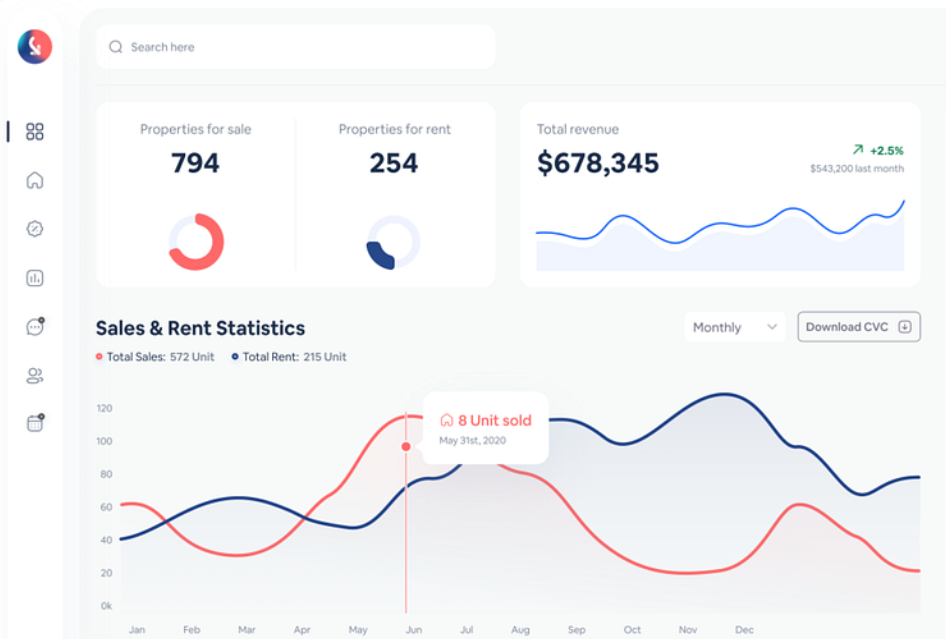 Search here
Properties for sale
794
Properties for rent
254
Total revenue
$678,345
+2.5%
$543,200 last month
Sales & Rent Statistics
Monthly
Download CVC
Total Sales: 572 Unit
Total Rent: 215 Unit
120
100
80
60
40
20
0k
8 Unit sold
May 31st, 2020
Jan Feb Mar Apr May Jun Jul Aug Sep Oct Nov Dec